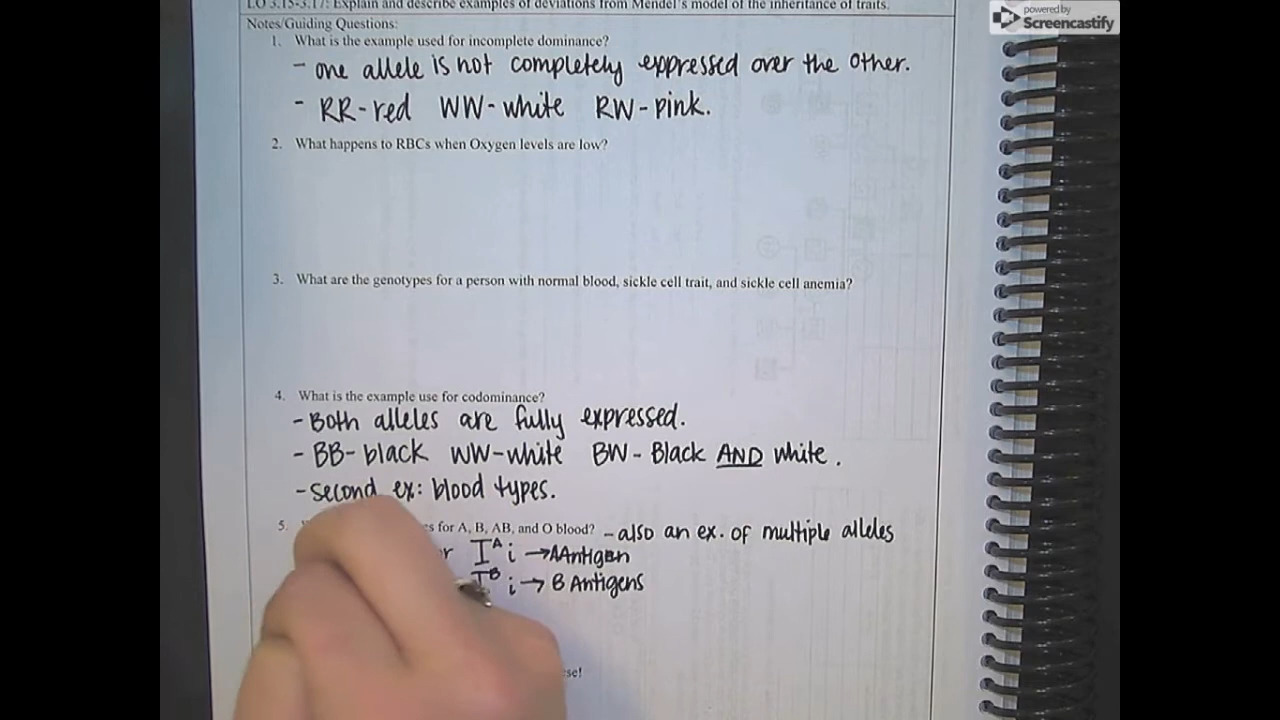 LO 3.15-3.17: Explain and describe examples of deviations from Mendel's model of the inheritance of traits.
powered by
Screencastify
Notes/Guiding Questions:
1. What is the example used for incomplete dominance?
- one allele is not completely expressed over the other.
- RR-red WW-white RW-pink.
2. What happens to RBCs when Oxygen levels are low?
3. What are the genotypes for a person with normal blood, sickle cell trait, and sickle cell anemia?
4. What is the example use for codominance?
- Both alleles are fully expressed.
- BB-black WW-white BW- Black AND white.
- second ex: blood types.
5. for A, B, AB, and O blood? - also an ex. of multiple alleles
I^A i → A Antigen
I^B i → B Antigens